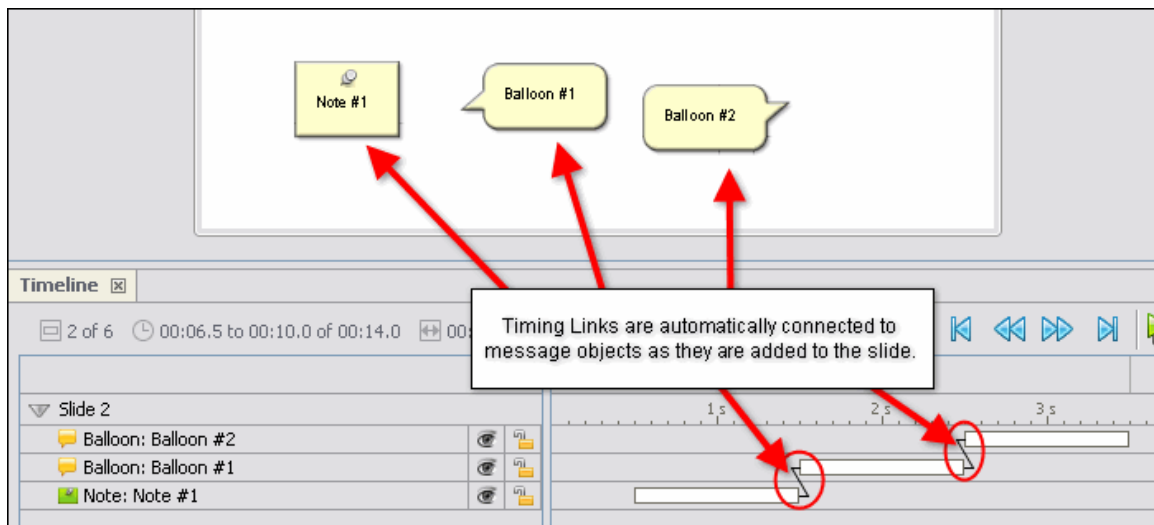 Note #1
Balloon #1
Balloon #2
Timeline
2 of 6 00:06.5 to 00:10.0 of 00:14.0 00:
Timing Links are automatically connected to
message objects as they are added to the slide.
Slide 2
1 s 2 s 3 s
Balloon: Balloon #2
Balloon: Balloon #1
Note: Note #1